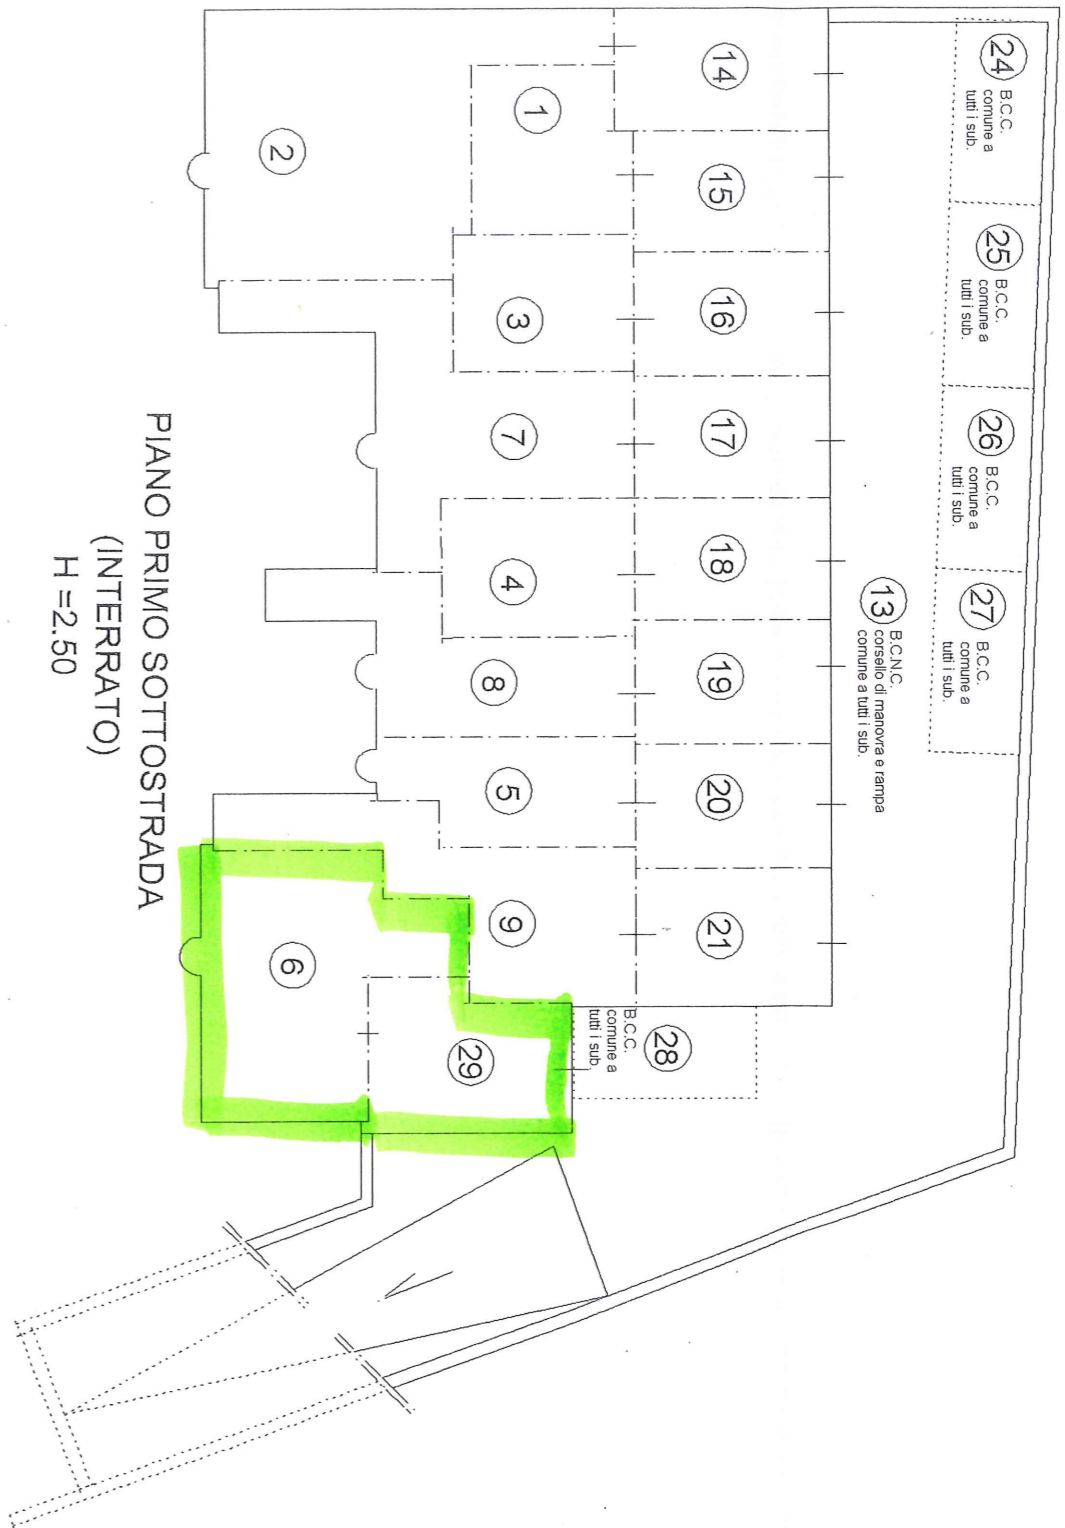 24
B.C.C.
comune a
tutti i sub.
25
B.C.C.
comune a
tutti i sub.
26
B.C.C.
comune a
tutti i sub.
27
B.C.C.
comune a
tutti i sub.
13
B.C.N.C.
corsello di manovra e rampa
comune a tutti i sub.
14
15
16
17
18
19
20
21
28
B.C.C.
comune a
tutti i sub
1
3
7
4
8
5
9
29
2
6
PIANO PRIMO SOTTOSTRADA
(INTERRATO)
H =2.50